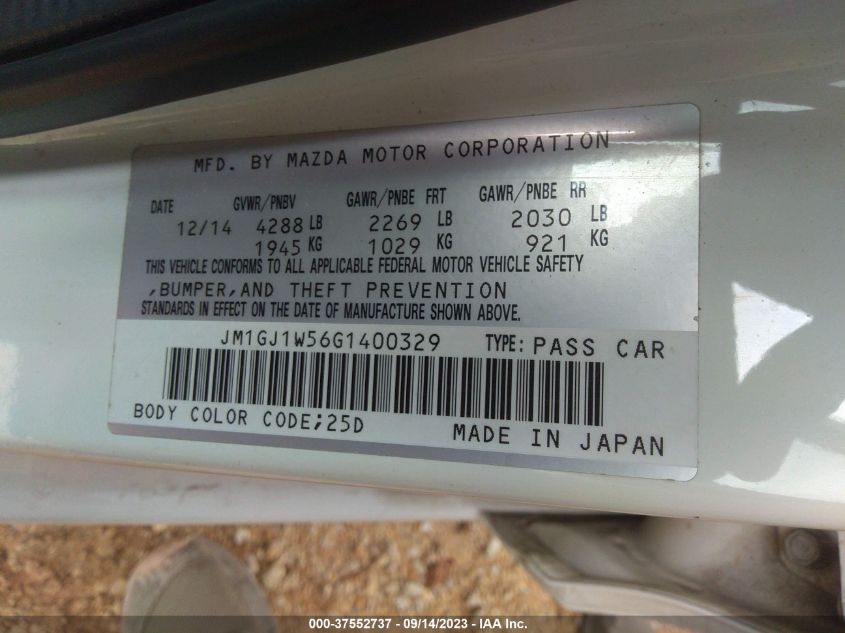 MFD. BY MAZDA MOTOR CORPORATION
DATE GVWR/PNBV GAWR/PNBE FRT GAWR/PNBE RR
12/14 4288 LB 2269 LB 2030 LB
1945 KG 1029 KG 921 KG
THIS VEHICLE CONFORMS TO ALL APPLICABLE FEDERAL MOTOR VEHICLE SAFETY
,BUMPER,AND THEFT PREVENTION
STANDARDS IN EFFECT ON THE DATE OF MANUFACTURE SHOWN ABOVE.
JM1GJ1W56G1400329 TYPE: PASS CAR
BODY COLOR CODE;25D MADE IN JAPAN
000-37552737 - 09/14/2023 - IAA Inc.